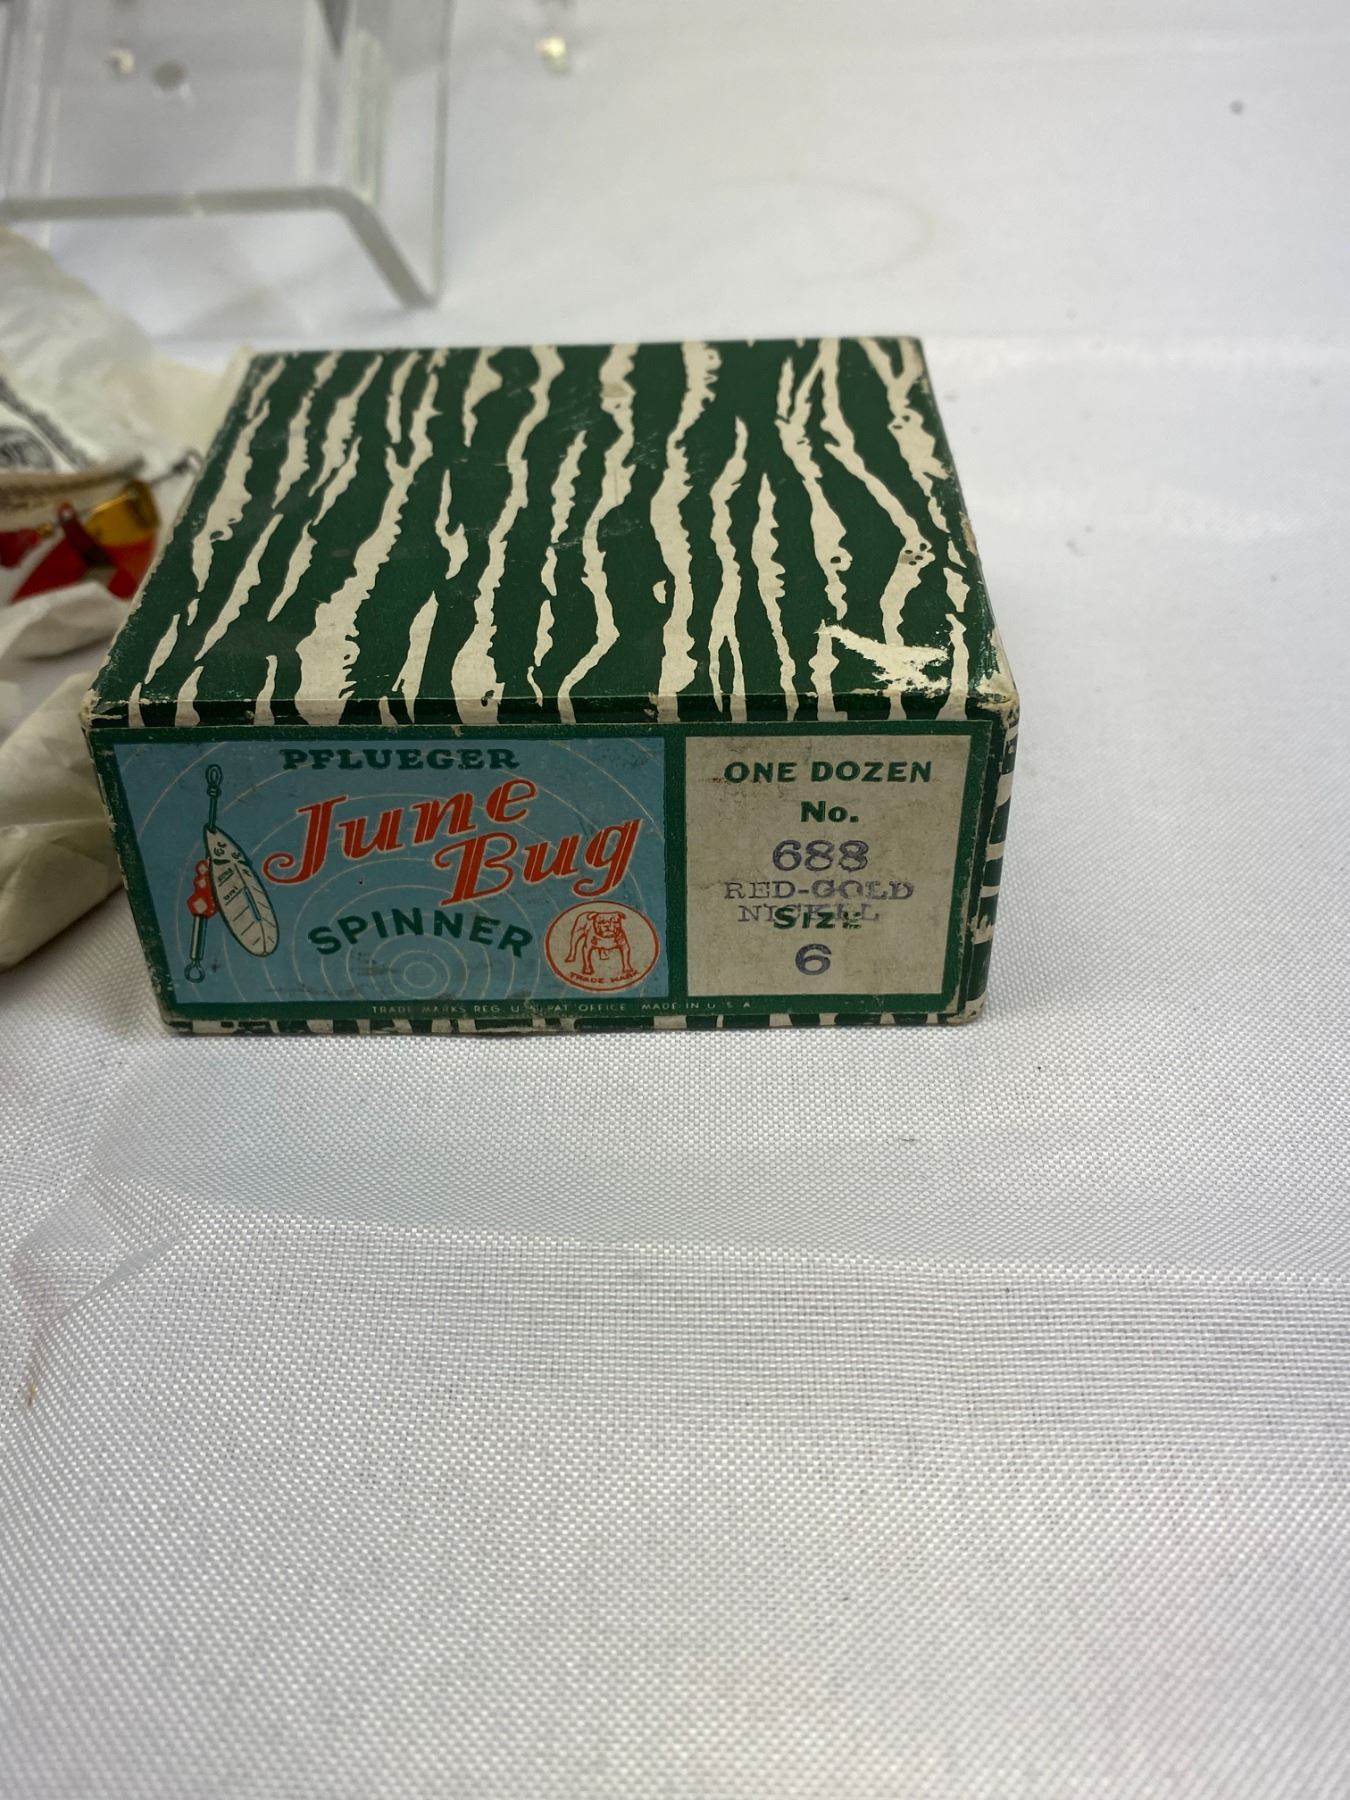 PFLUEGER
June
Bug
SPINNER
TRADE MARK
TRADE MARKS REG. U.S. PAT OFFICE MADE IN U S A
ONE DOZEN
No.
688
RED-GOLD
NICKEL
SIZE
6